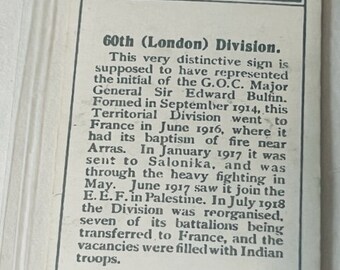 60th (London) Division.
This very distinctive sign is
supposed to have represented
the initial of the G.O.C. Major
General Sir Edward Bulfin.
Formed in September 1914, this
Territorial Division went to
France in June 1916, where it
had its baptism of fire near
Arras. In January 1917 it was
sent to Salonika, and was
through the heavy fighting in
May. June 1917 saw it join the
E.E.F. in Palestine. In July 1918
the Division was reorganised,
seven of its battalions being
transferred to France, and the
vacancies were filled with Indian
troops.